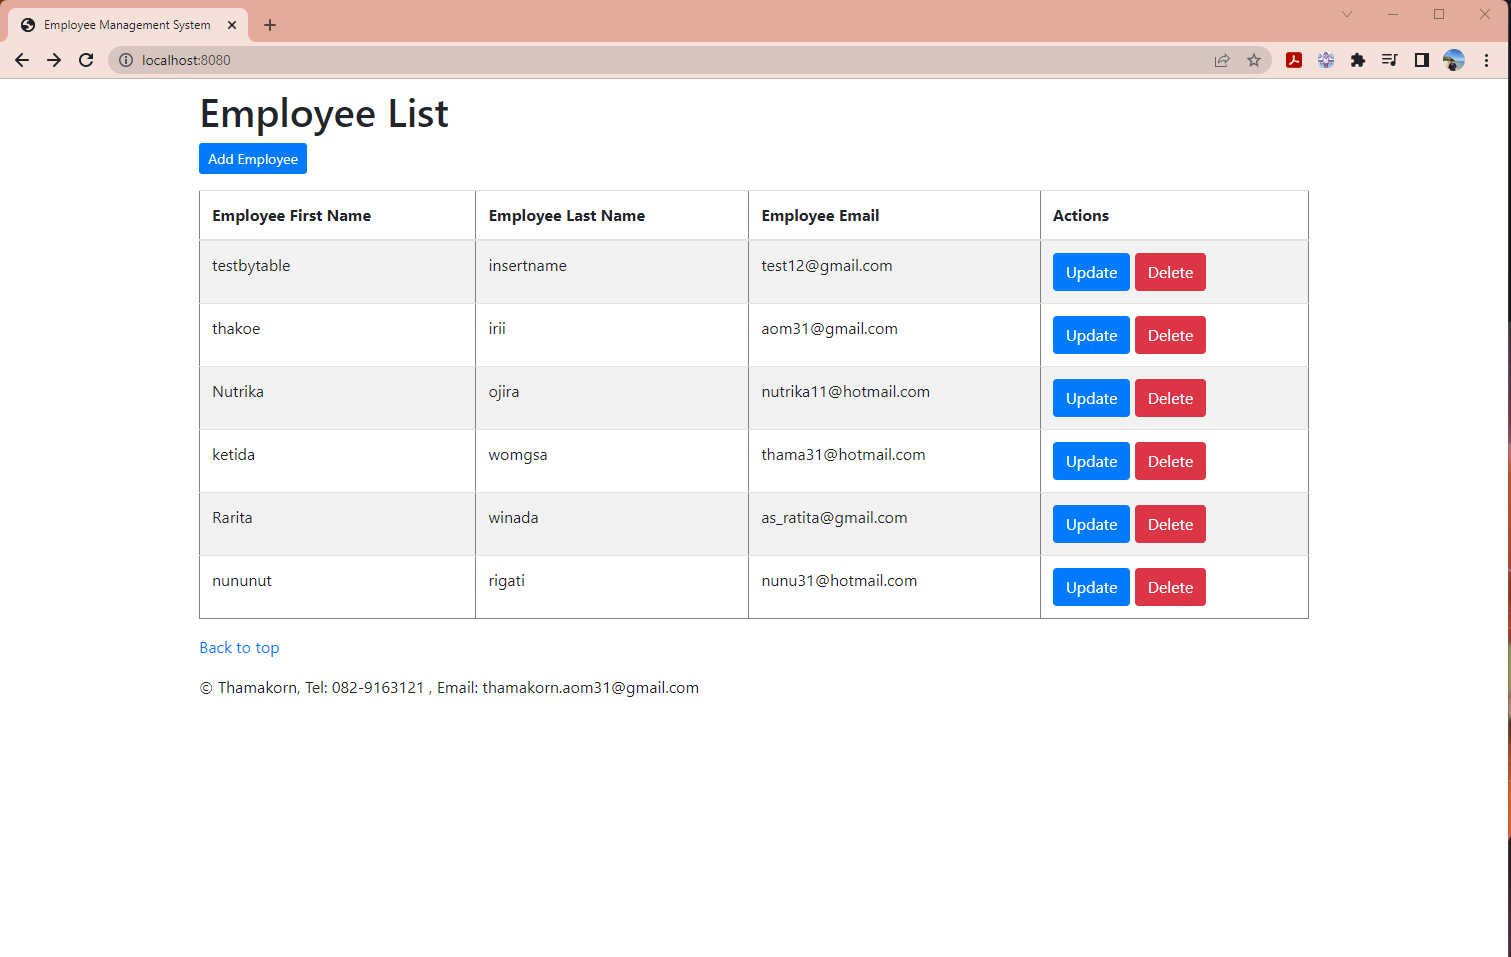 Employee Management System
localhost:8080
Employee List
Add Employee
Employee First Name Employee Last Name Employee Email Actions
testbytable insertname test12@gmail.com Update Delete
thakoe irii aom31@gmail.com Update Delete
Nutrika ojira nutrika11@hotmail.com Update Delete
ketida womgsa thama31@hotmail.com Update Delete
Rarita winada as_ratita@gmail.com Update Delete
nununut rigati nunu31@hotmail.com Update Delete
Back to top
© Thamakorn, Tel: 082-9163121 , Email: thamakorn.aom31@gmail.com